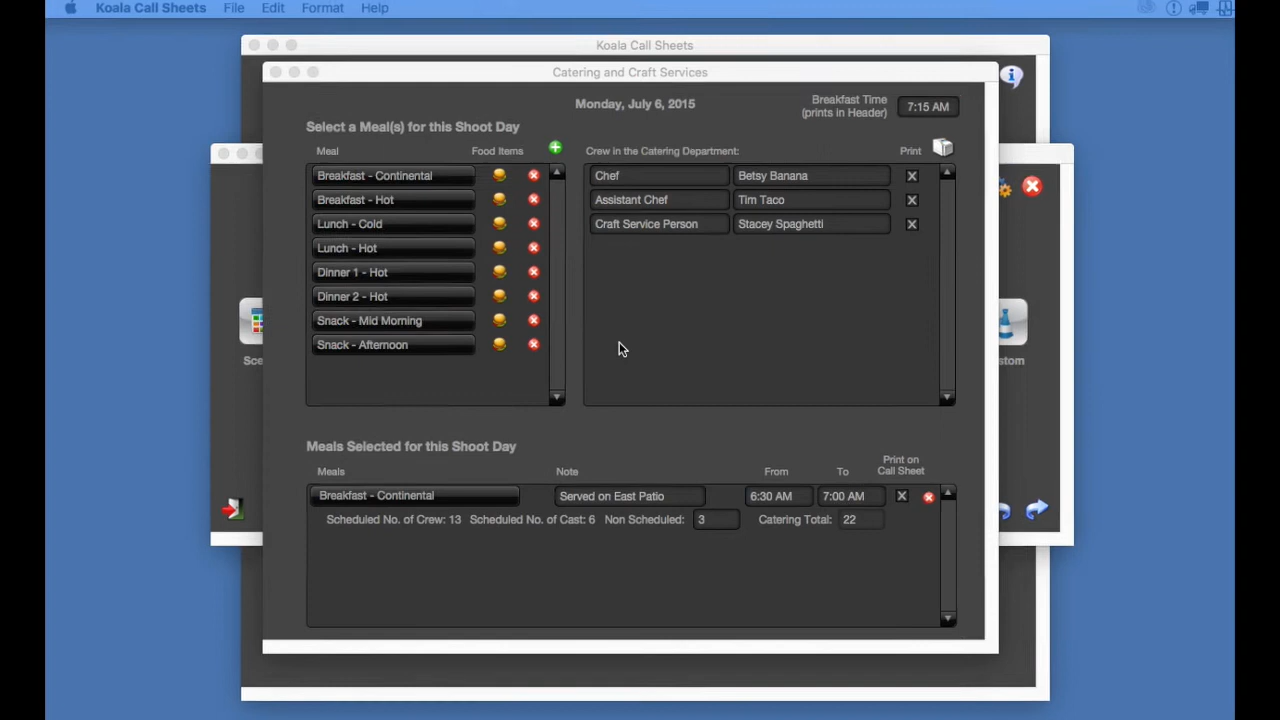 Koala Call Sheets File Edit Format Help
Koala Call Sheets
Catering and Craft Services
Monday, July 6, 2015
Breakfast Time
(prints in Header)
7:15 AM
Select a Meal(s) for this Shoot Day
Meal Food Items
Crew in the Catering Department: Print
Breakfast - Continental
Breakfast - Hot
Lunch - Cold
Lunch - Hot
Dinner 1 - Hot
Dinner 2 - Hot
Snack - Mid Morning
Snack - Afternoon
Chef Betsy Banana X
Assistant Chef Tim Taco X
Craft Service Person Stacey Spaghetti X
Sce
stom
Meals Selected for this Shoot Day
Meals Note From To Print on
Call Sheet
Breakfast - Continental Served on East Patio 6:30 AM 7:00 AM X
Scheduled No. of Crew: 13 Scheduled No. of Cast: 6 Non Scheduled: 3 Catering Total: 22